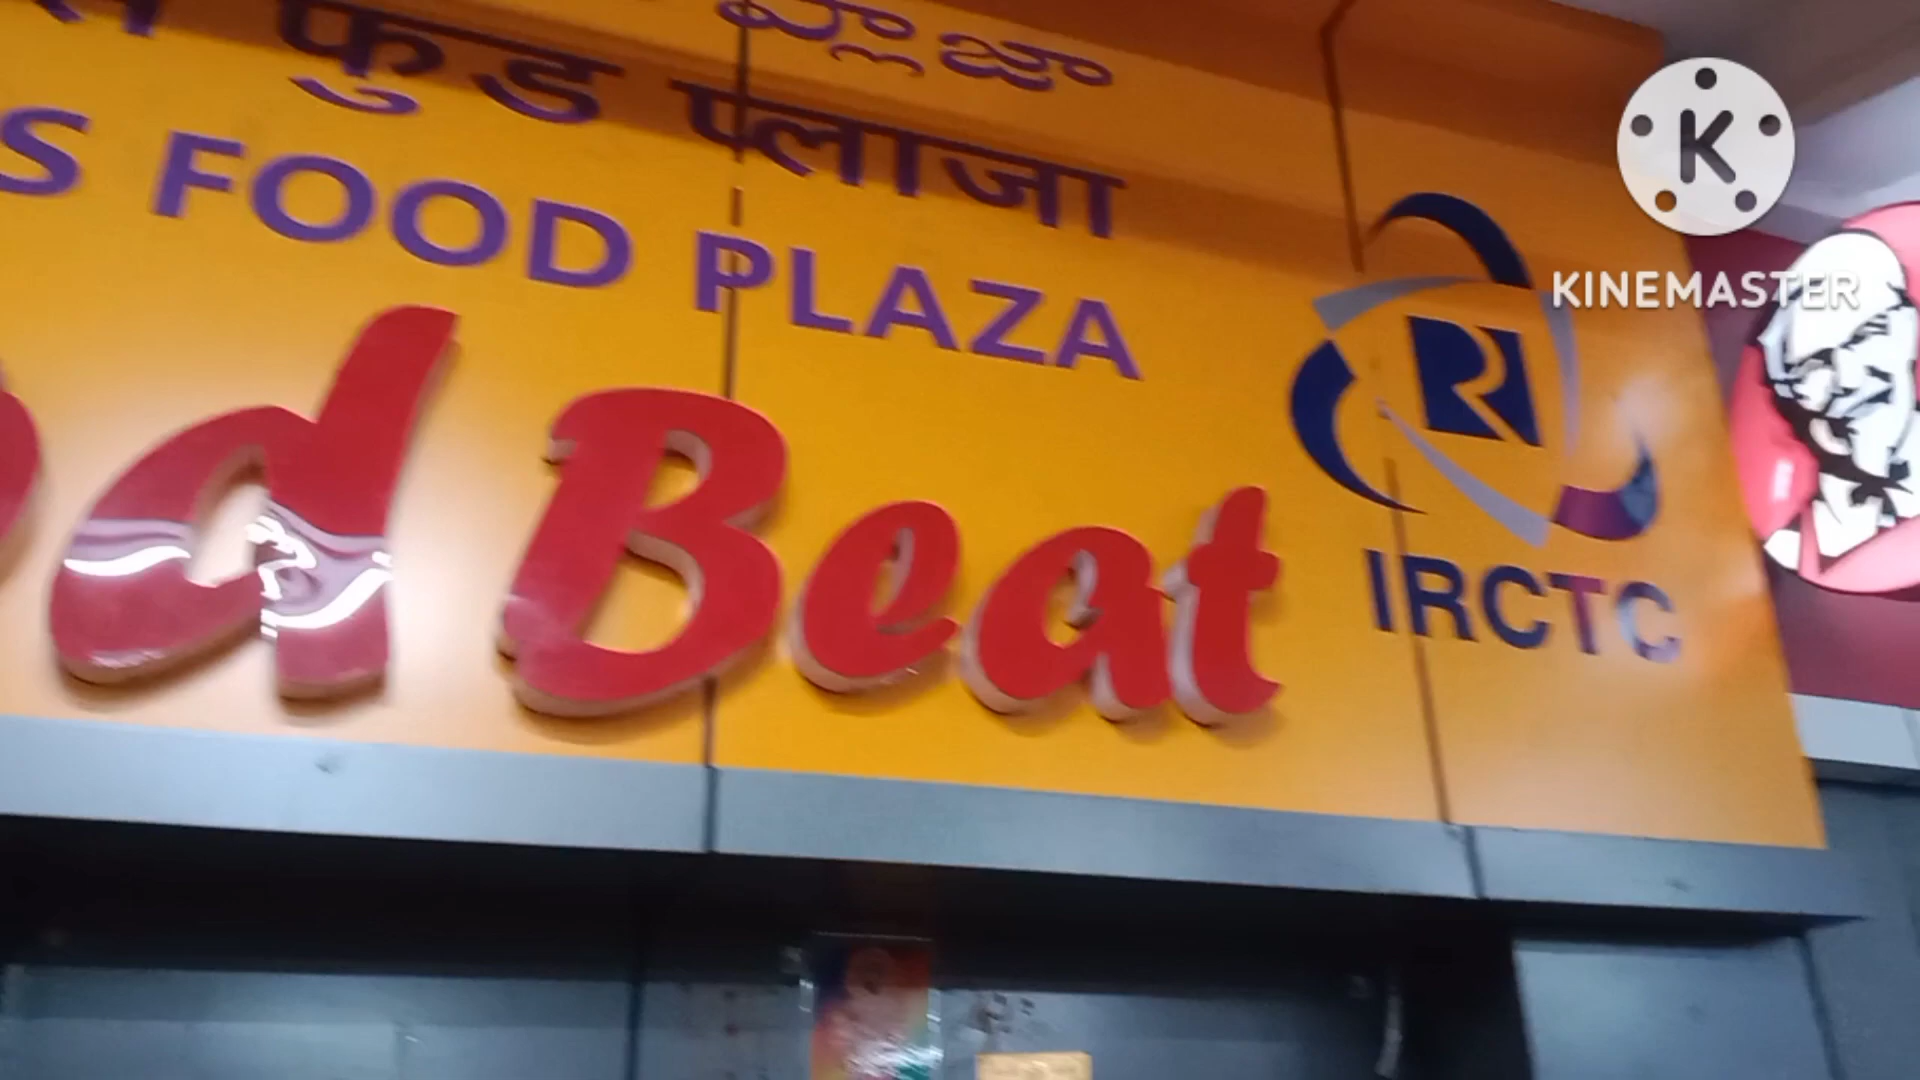 ప్లాజా
फुड प्लाजा
S FOOD PLAZA
d Beat
IRCTC
K
KINEMASTER